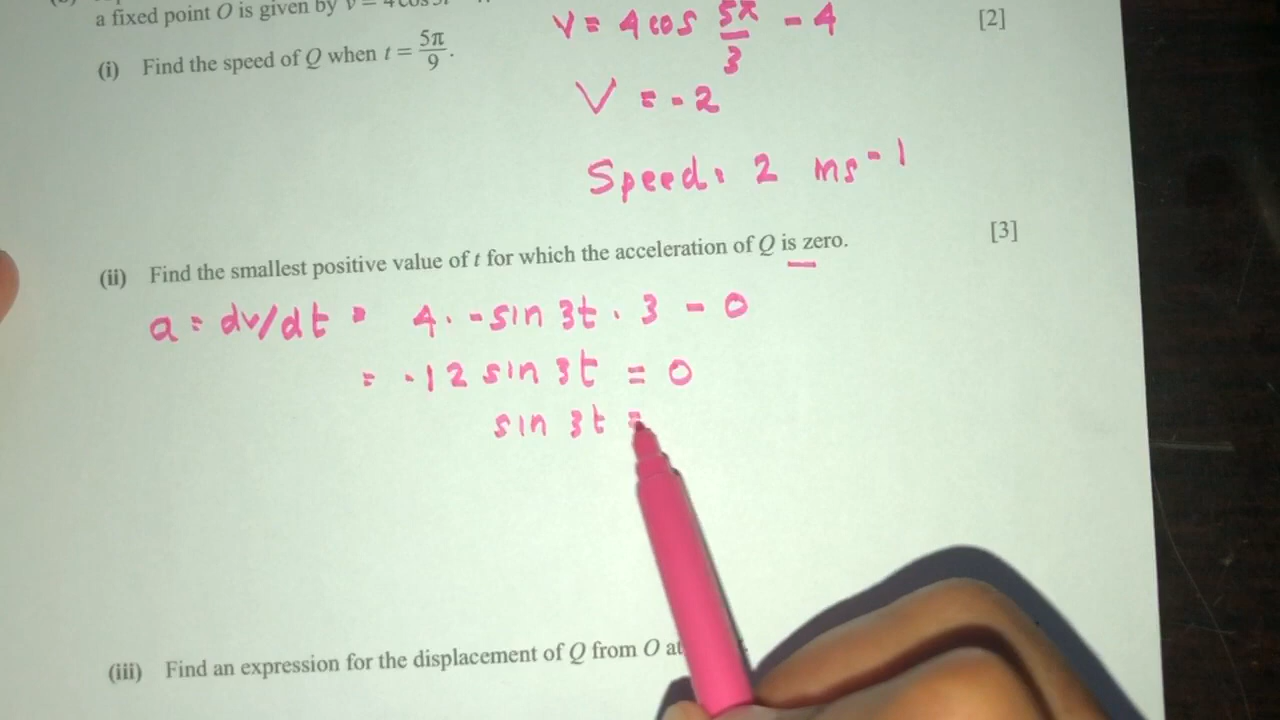 a fixed point O is given by v = 4 cos 3t
V = 4 cos 5π/3 - 4
[2]
(i) Find the speed of Q when t = 5π/9.
V = -2
Speed: 2 ms-1
(ii) Find the smallest positive value of t for which the acceleration of Q is zero.
[3]
a = dv/dt = 4. -sin 3t . 3 - 0
= -12 sin 3t = 0
sin 3t =
(iii) Find an expression for the displacement of Q from O at